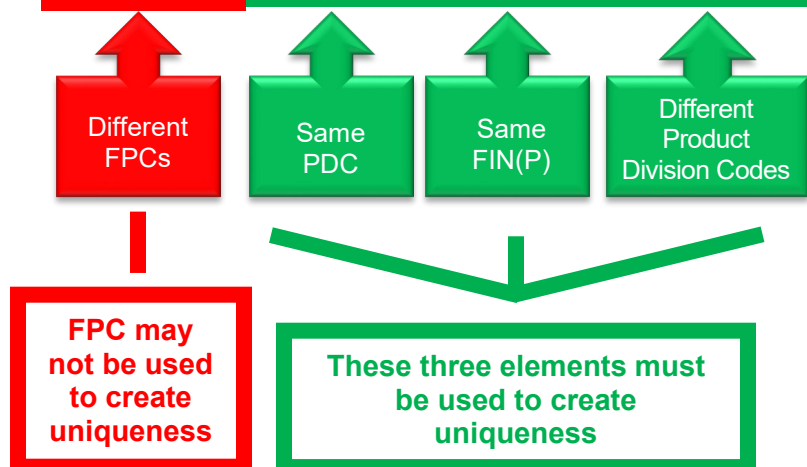 Different
FPCs
Same
PDC
Same
FIN(P)
Different
Product
Division Codes
FPC may
not be used
to create
uniqueness
These three elements must
be used to create
uniqueness